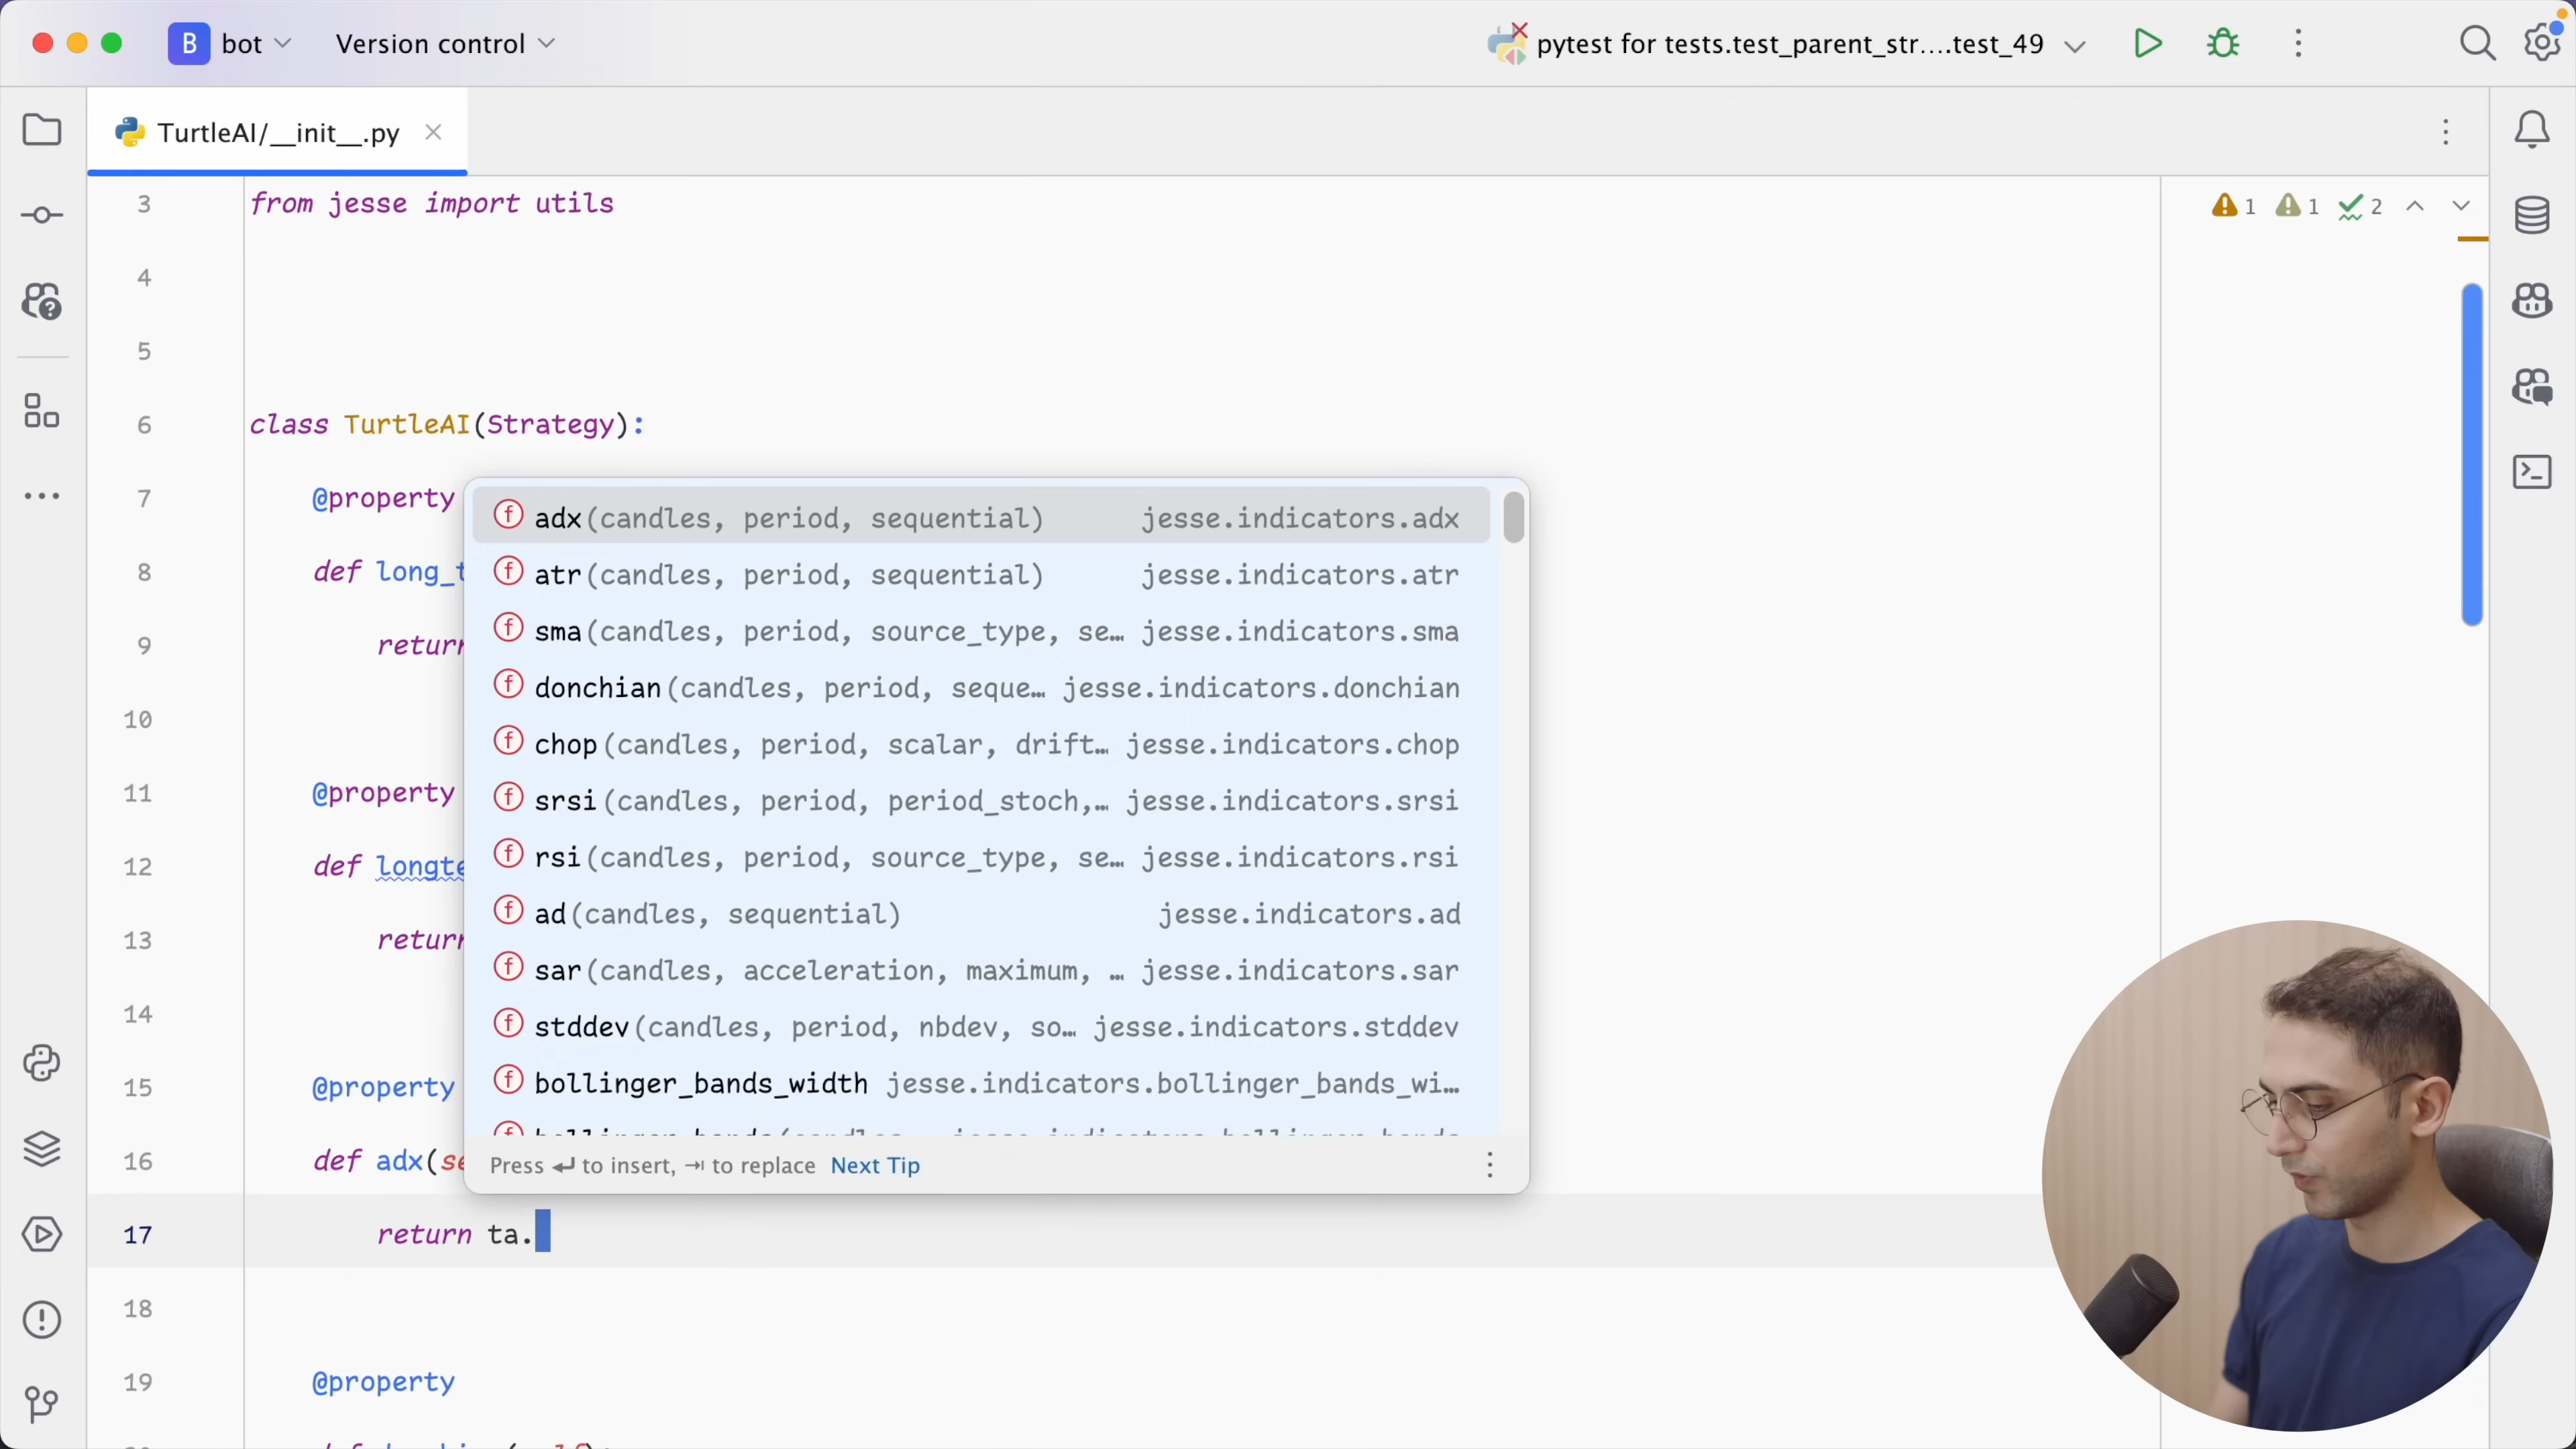 B bot Version control pytest for tests.test_parent_str....test_49
TurtleAI/__init__.py
3 from jesse import utils
1 1 2
4
5
6 class TurtleAI(Strategy):
7 @property
8 def long_t
9 return
10
11 @property
12 def longte
13 return
14
15 @property
16 def adx(se
adx(candles, period, sequential) jesse.indicators.adx
atr(candles, period, sequential) jesse.indicators.atr
sma(candles, period, source_type, se… jesse.indicators.sma
donchian(candles, period, seque… jesse.indicators.donchian
chop(candles, period, scalar, drift… jesse.indicators.chop
srsi(candles, period, period_stoch,… jesse.indicators.srsi
rsi(candles, period, source_type, se… jesse.indicators.rsi
ad(candles, sequential) jesse.indicators.ad
sar(candles, acceleration, maximum, … jesse.indicators.sar
stddev(candles, period, nbdev, so… jesse.indicators.stddev
bollinger_bands_width jesse.indicators.bollinger_bands_wi…
Press ↵ to insert, ⇥ to replace Next Tip
17 return ta.
18
19 @property